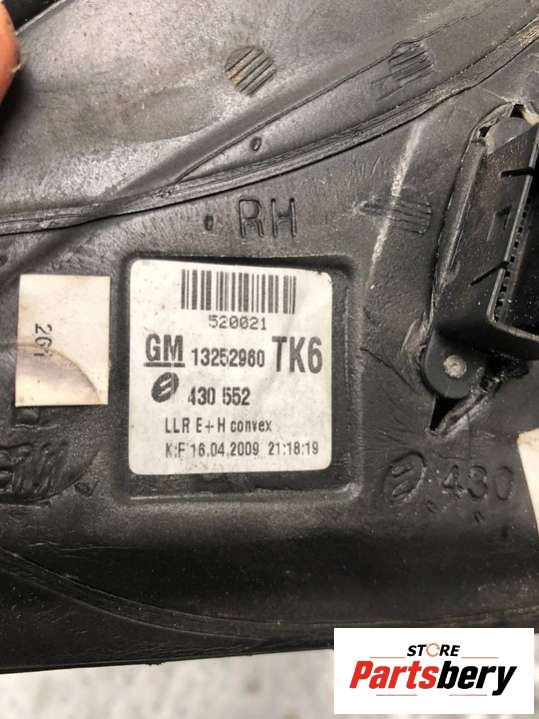 RH
520021
GM 13252960 TK6
430 552
LLR E+H convex
K:F 16.04.2009 21:18:19
430
STORE
Partsbery